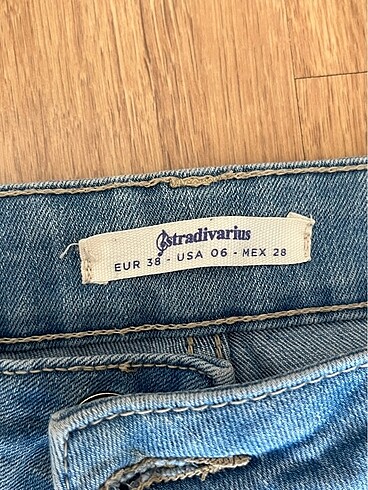 stradivarius
EUR 38 - USA 06 - MEX 28